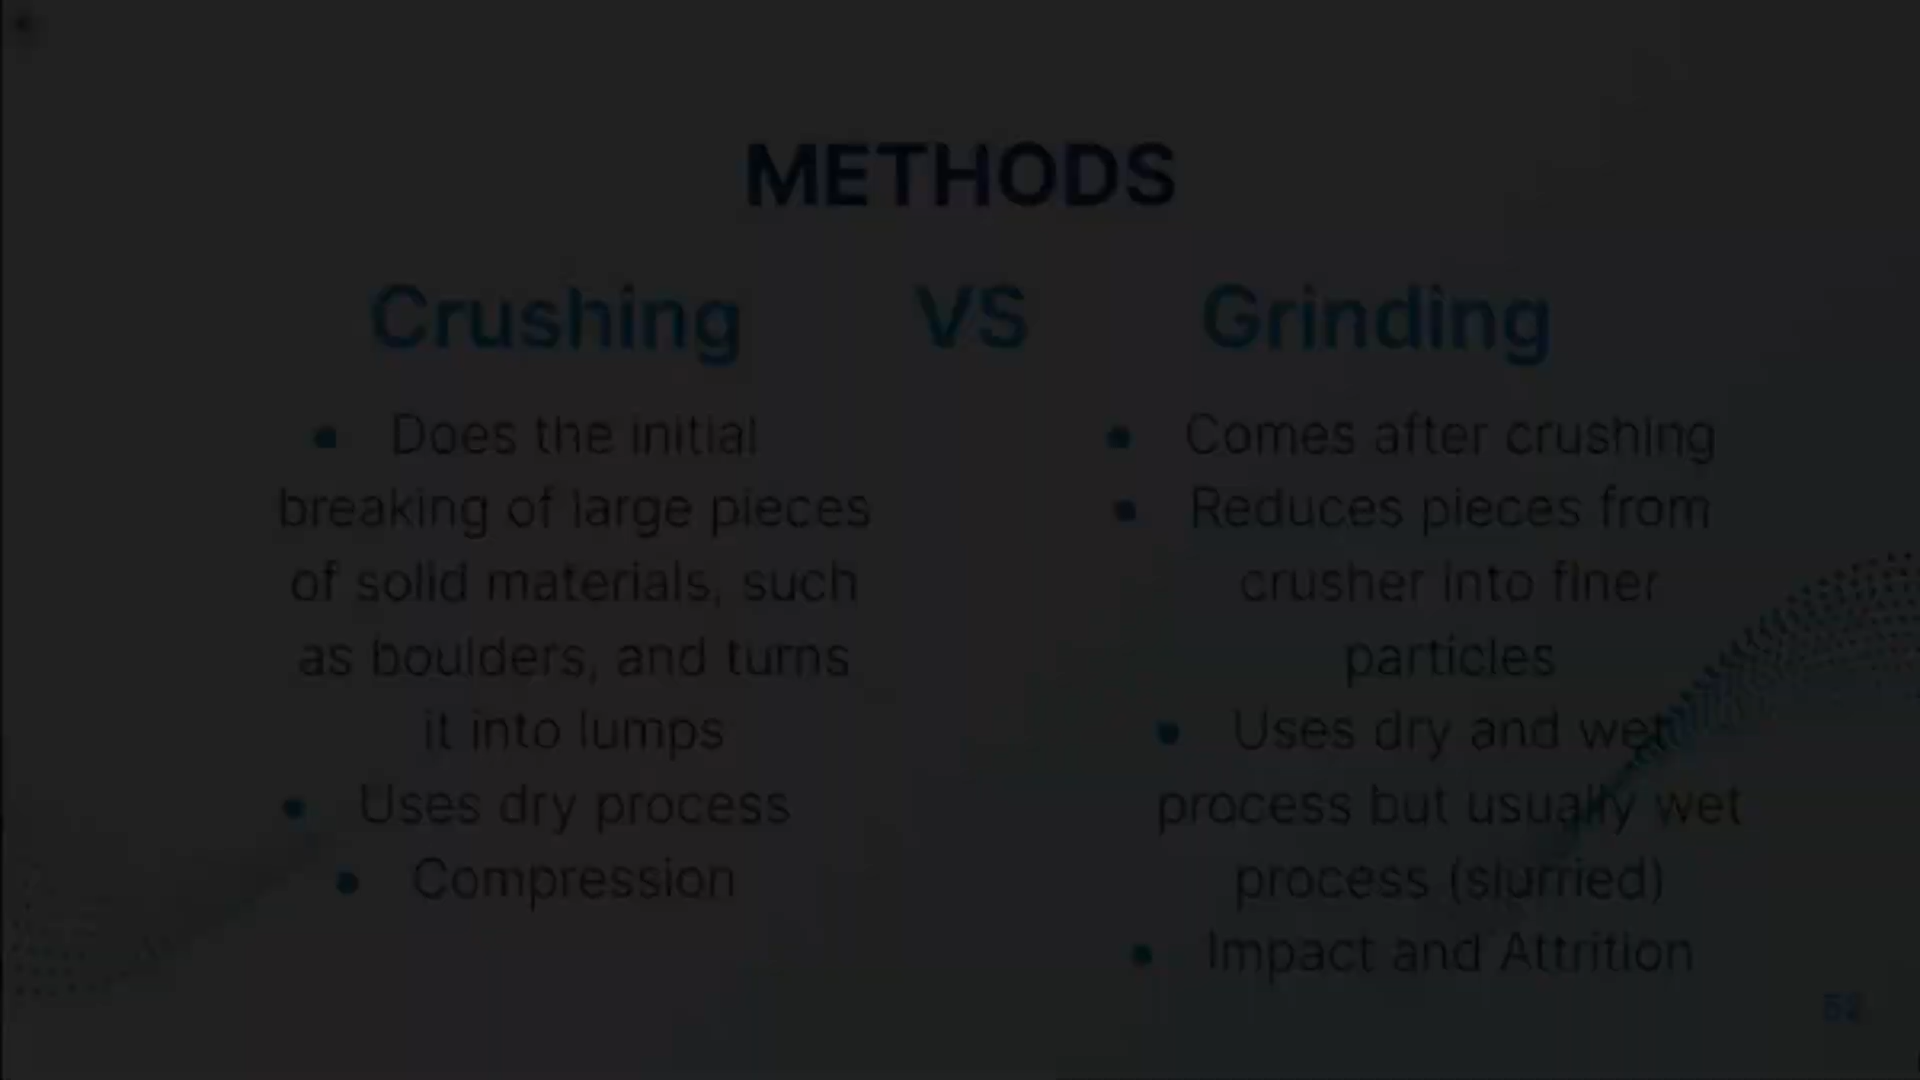 METHODS
Crushing VS Grinding
• Does the initial
breaking of large pieces
of solid materials, such
as boulders, and turns
it into lumps
• Uses dry process
• Compression
• Comes after crushing
• Reduces pieces from
crusher into finer
particles
• Uses dry and wet
process but usually wet
process (slurried)
• Impact and Attrition
52